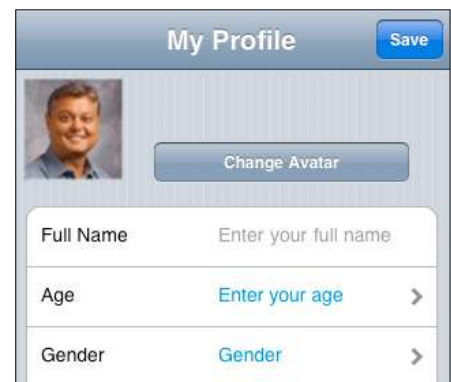 My Profile Save
Change Avatar
Full Name Enter your full name
Age Enter your age
Gender Gender